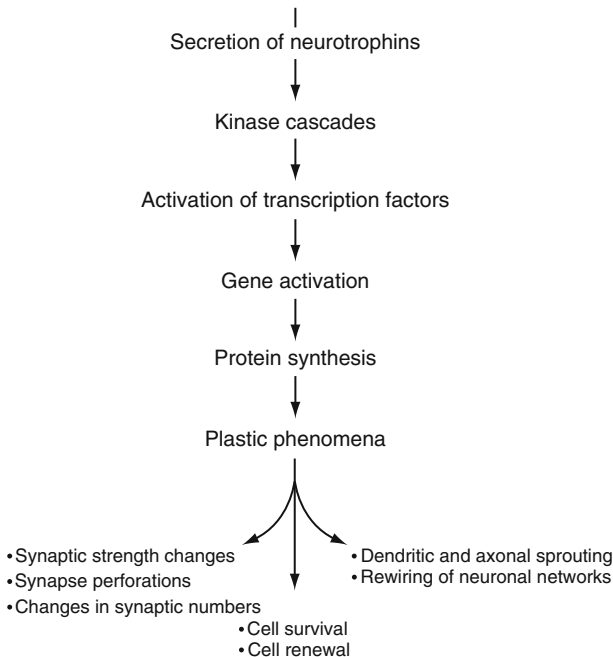 Secretion of neurotrophins
Kinase cascades
Activation of transcription factors
Gene activation
Protein synthesis
Plastic phenomena
• Synaptic strength changes
• Synapse perforations
• Changes in synaptic numbers
• Cell survival
• Cell renewal
• Dendritic and axonal sprouting
• Rewiring of neuronal networks